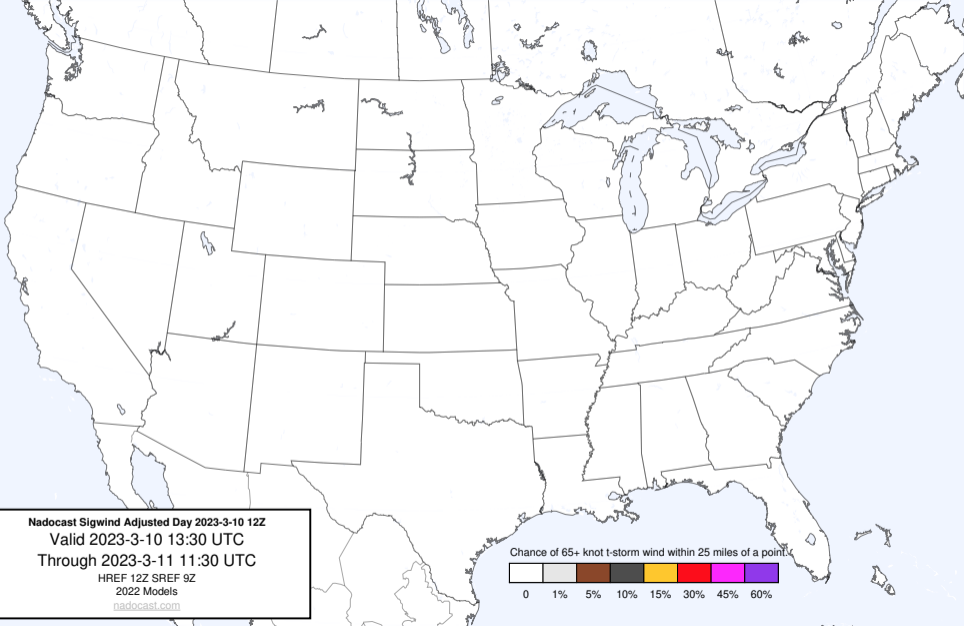 Nadocast Sigwind Adjusted Day 2023-3-10 12Z
Valid 2023-3-10 13:30 UTC
Through 2023-3-11 11:30 UTC
HREF 12Z SREF 9Z
2022 Models
nadocast.com
Chance of 65+ knot t-storm wind within 25 miles of a point.
0 1% 5% 10% 15% 30% 45% 60%